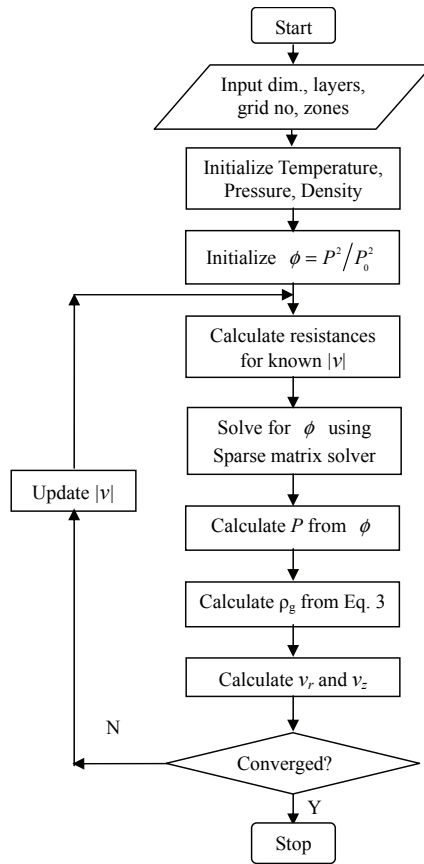 Start
Input dim., layers,
grid no, zones
Initialize Temperature,
Pressure, Density
Initialize ϕ = P²/P₀²
Calculate resistances
for known |v|
Solve for ϕ using
Sparse matrix solver
Update |v|
Calculate P from ϕ
Calculate ρg from Eq. 3
Calculate vr and vz
N
Converged?
Y
Stop